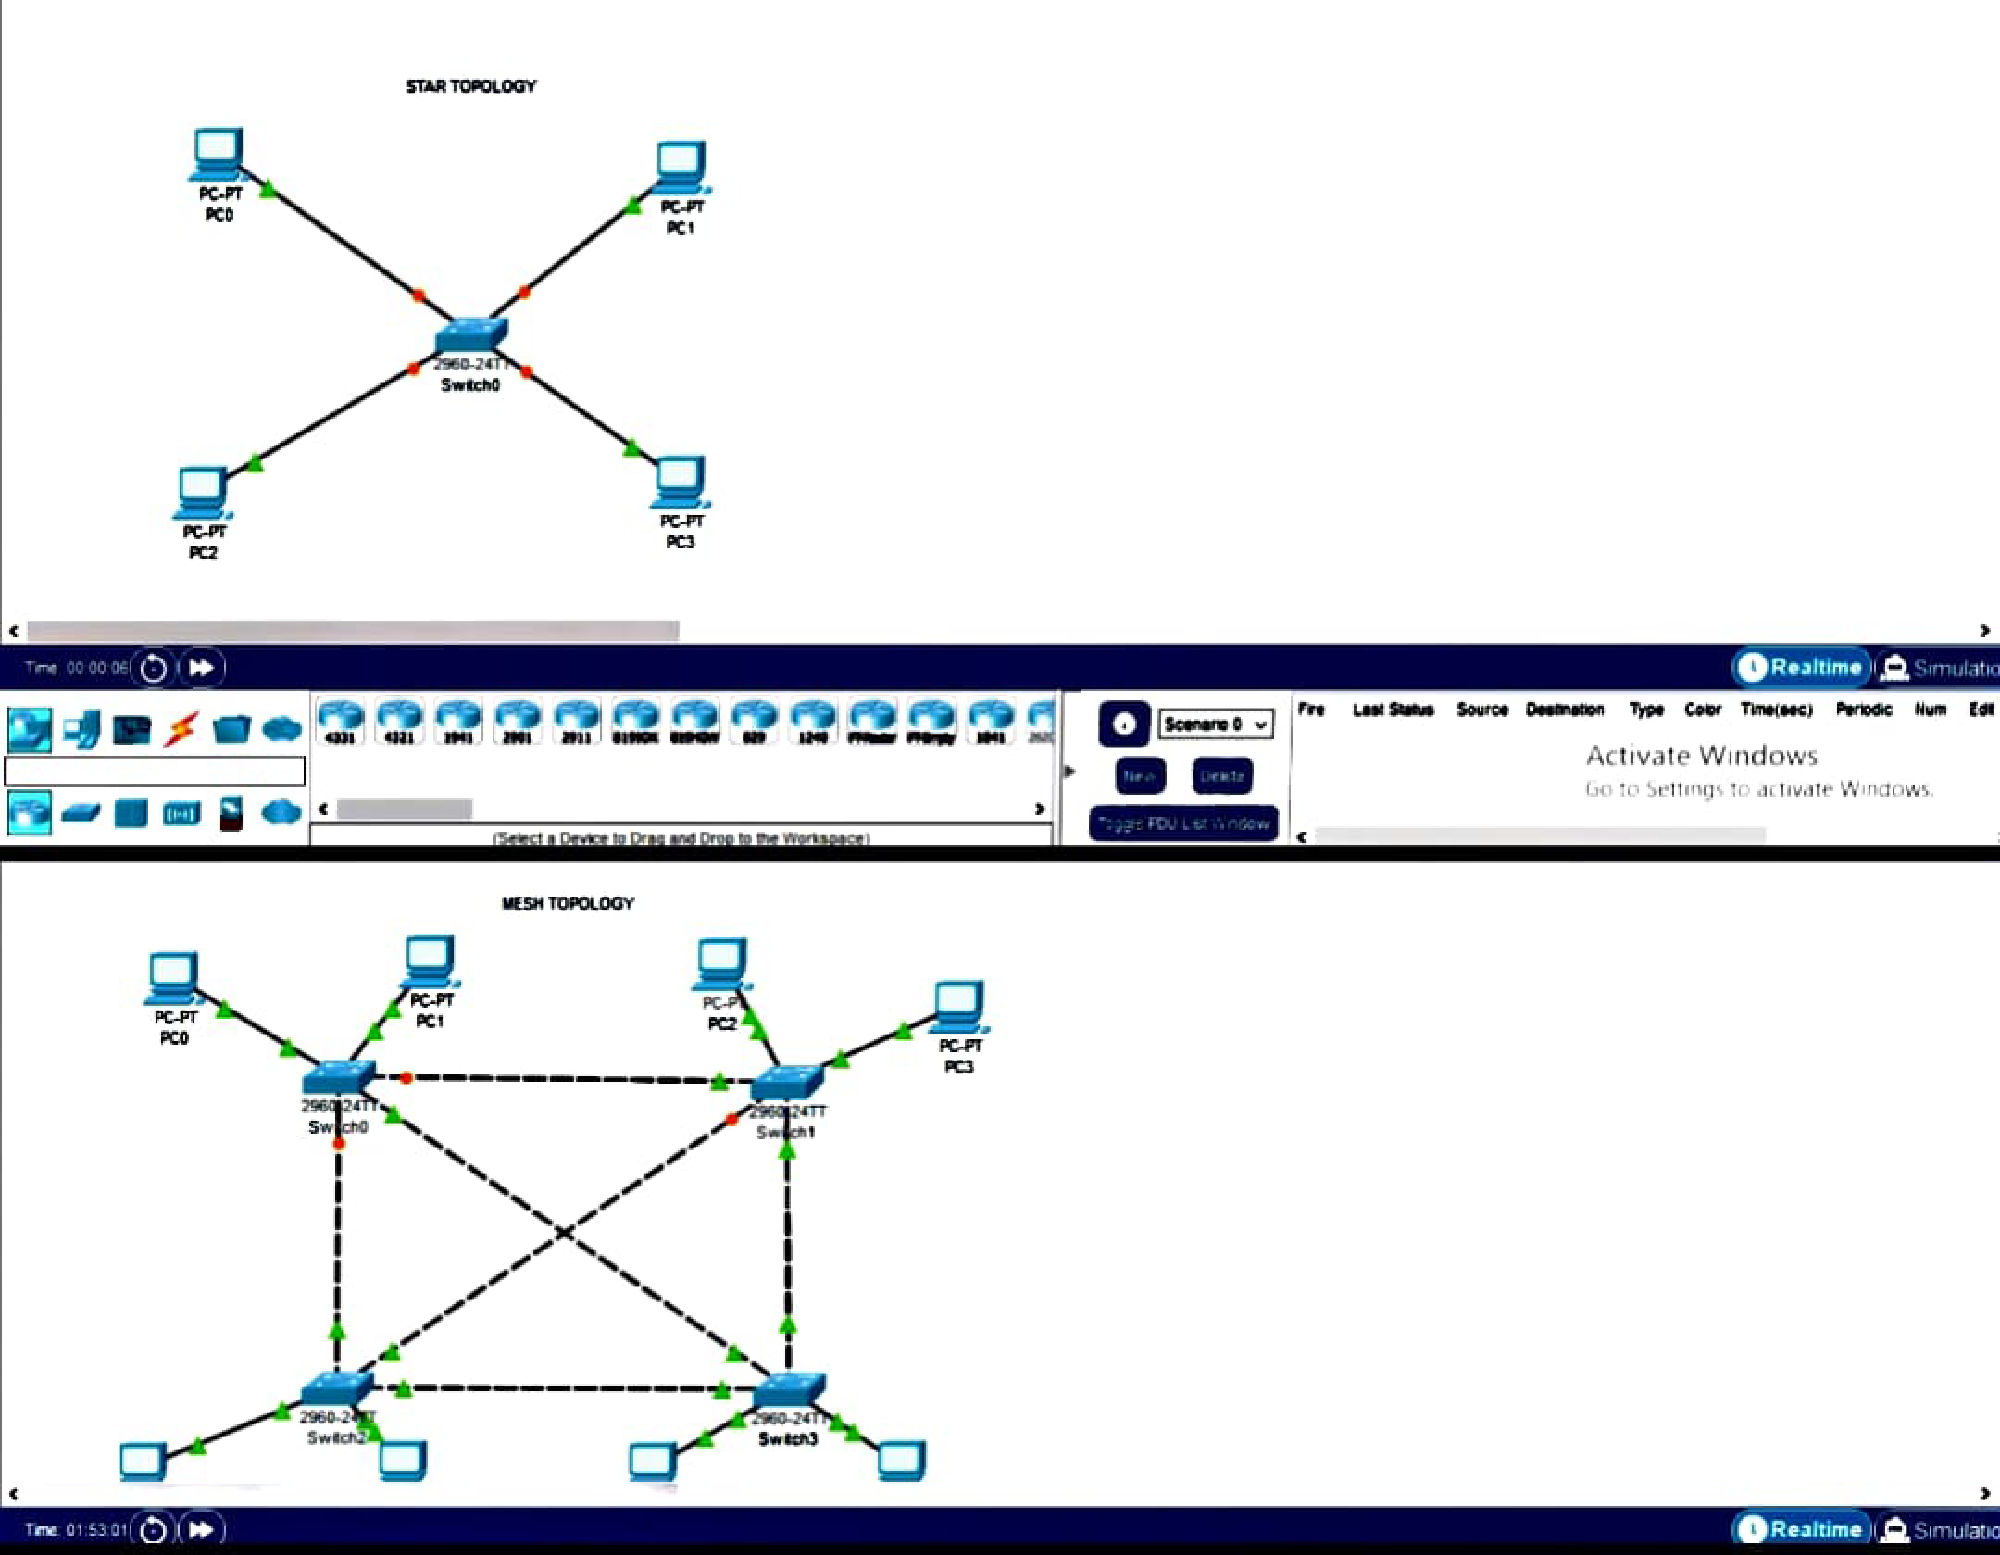 STAR TOPOLOGY
PC-PT
PC0
PC-PT
PC1
2960-24TT
Switch0
PC-PT
PC2
PC-PT
PC3
Time: 00:00:06
Realtime
Simulatio
4331
4321
1941
2901
2911
819IOX
819HGW
829
1240
PT-Router
PT-Empty
1841
Scenario 0
New
Delete
Toggle PDU List Window
Fire Last Status Source Destination Type Color Time(sec) Periodic Num Edit
Activate Windows
Go to Settings to activate Windows.
(Select a Device to Drag and Drop to the Workspace)
MESH TOPOLOGY
PC-PT
PC0
PC-PT
PC1
PC-PT
PC2
PC-PT
PC3
2960-24TT
Switch0
2960-24TT
Switch1
2960-24TT
Switch2
2960-24TT
Switch3
Time: 01:53:01
Realtime
Simulatio